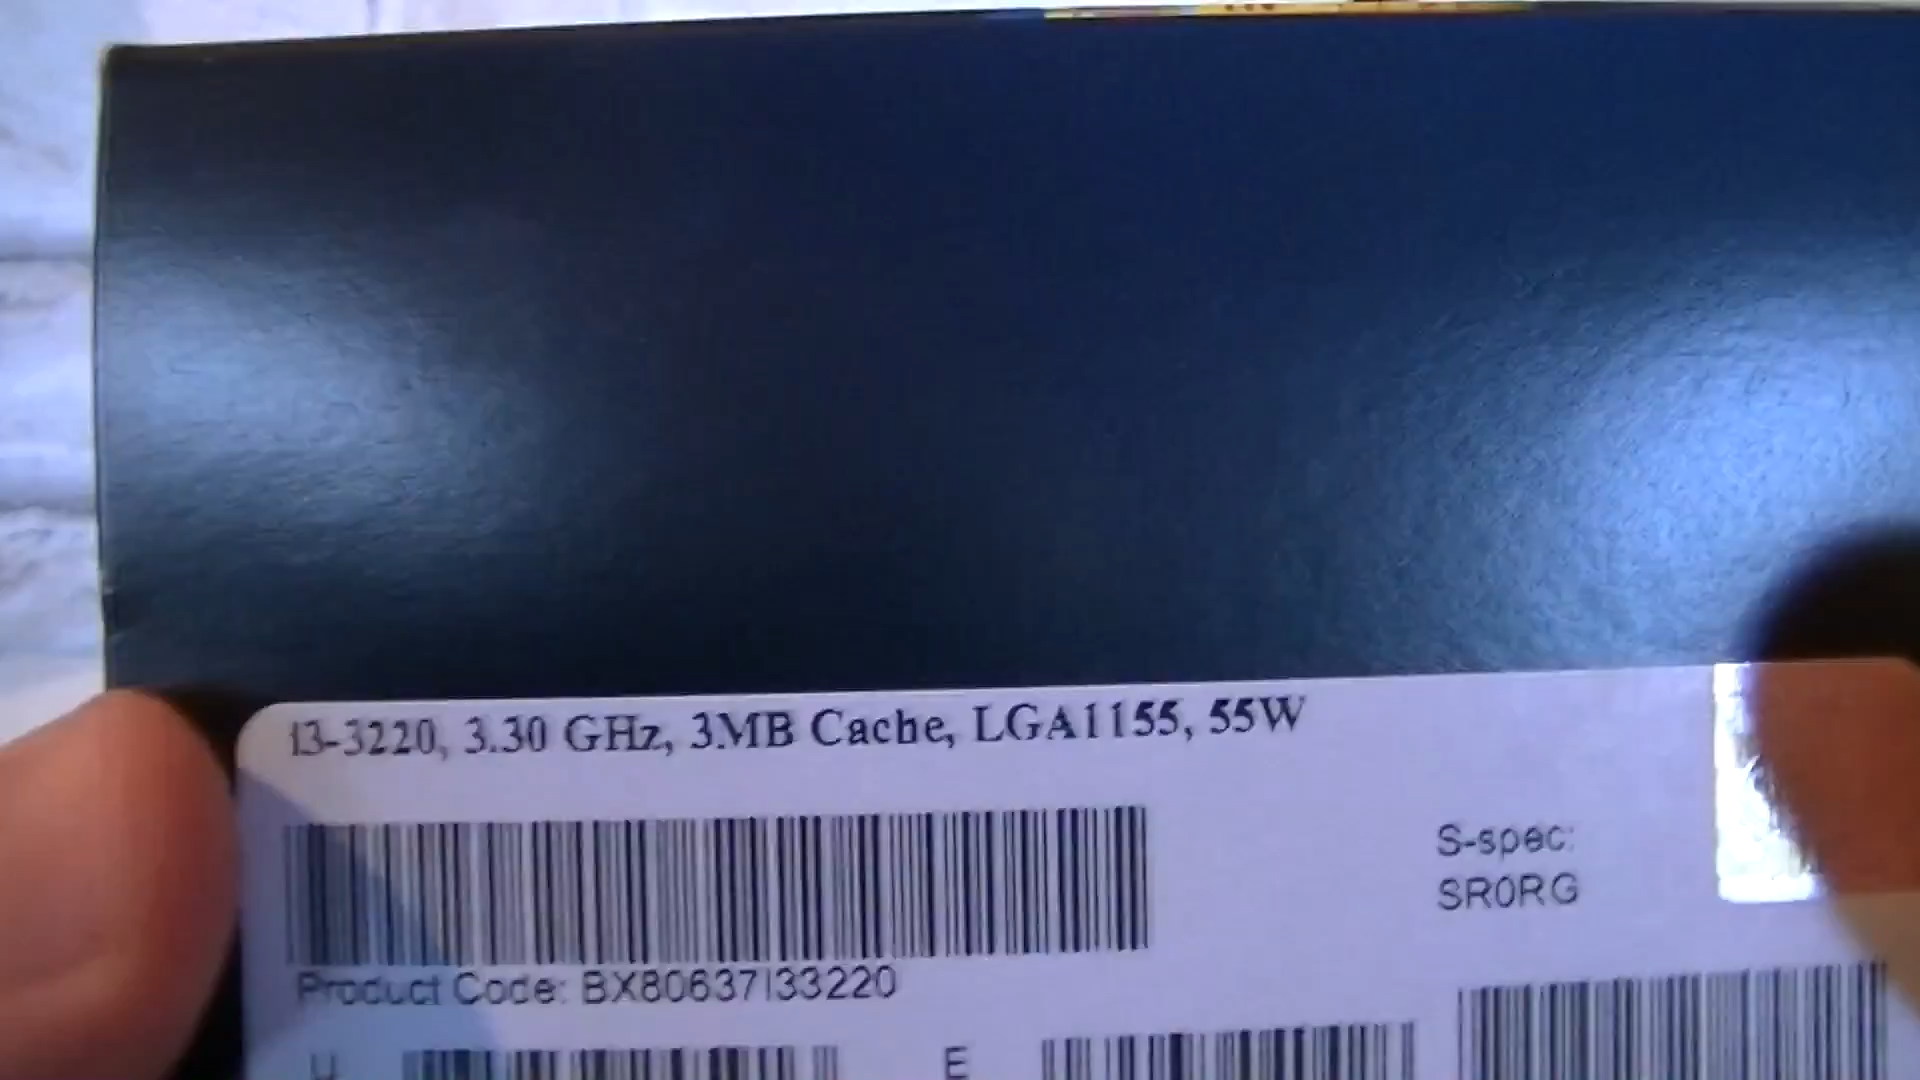 i3-3220, 3.30 GHz, 3MB Cache, LGA1155, 55W
S-spec:
SR0RG
Product Code: BX80637I33220
E